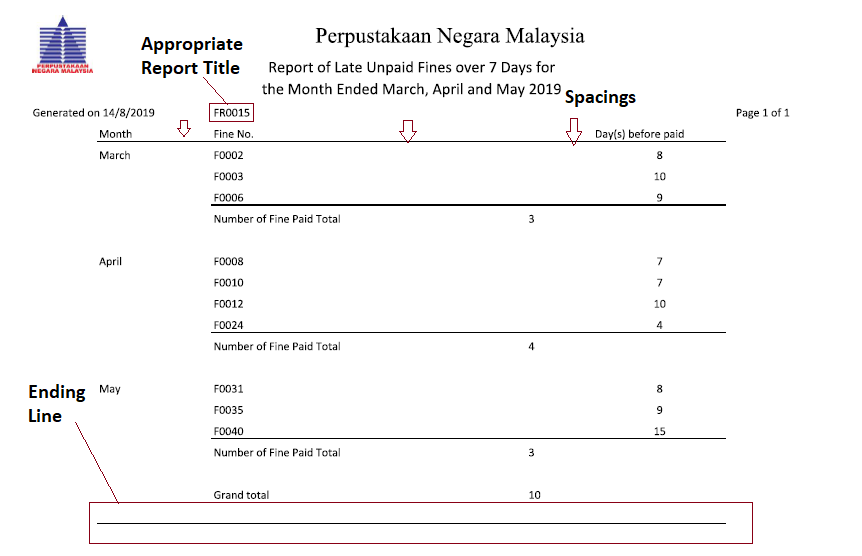 PERPUSTAKAAN
NEGARA MALAYSIA
Appropriate
Report Title
Perpustakaan Negara Malaysia
Report of Late Unpaid Fines over 7 Days for
the Month Ended March, April and May 2019
Spacings
Generated on 14/8/2019 FR0015 Page 1 of 1
Month Fine No. Day(s) before paid
March F0002 8
F0003 10
F0006 9
Number of Fine Paid Total 3
April F0008 7
F0010 7
F0012 10
F0024 4
Number of Fine Paid Total 4
Ending
Line
May F0031 8
F0035 9
F0040 15
Number of Fine Paid Total 3
Grand total 10